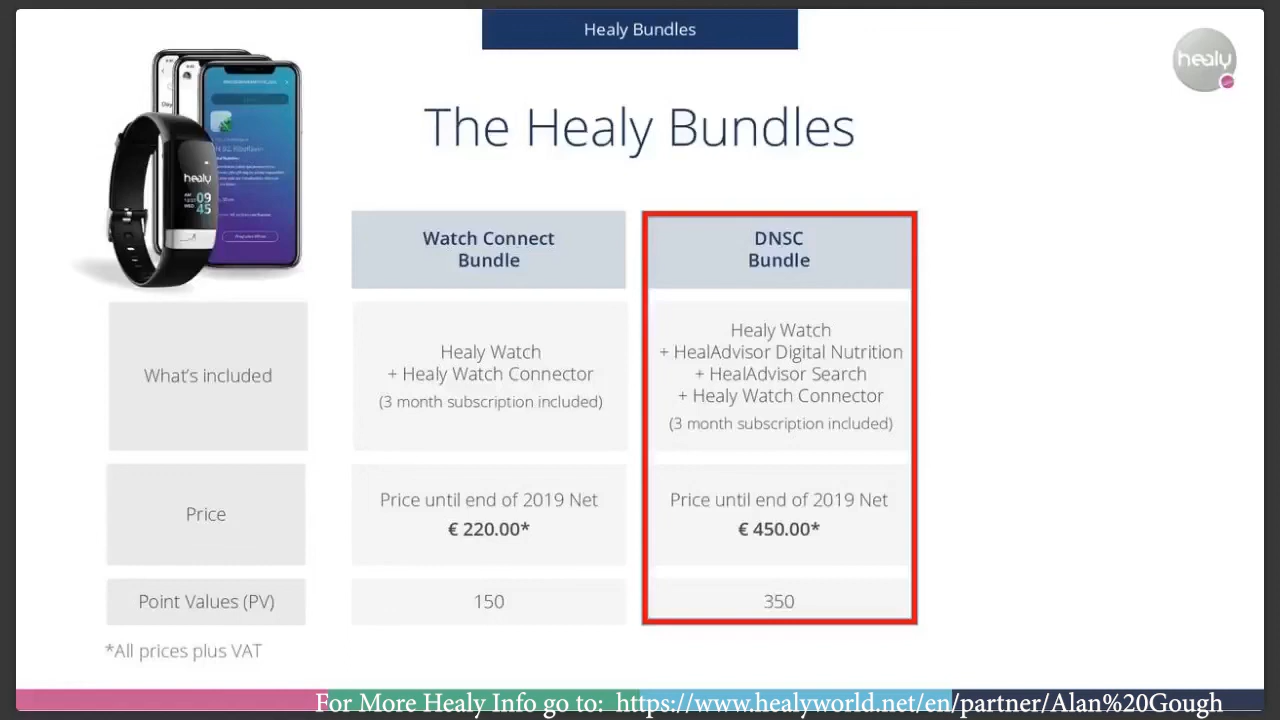 Healy Bundles
healy
The Healy Bundles
healy
09
45
Watch Connect
Bundle
DNSC
Bundle
What's included
Healy Watch
+ Healy Watch Connector
(3 month subscription included)
Healy Watch
+ HealAdvisor Digital Nutrition
+ HealAdvisor Search
+ Healy Watch Connector
(3 month subscription included)
Price
Price until end of 2019 Net
€ 220.00*
Price until end of 2019 Net
€ 450.00*
Point Values (PV)
150
350
*All prices plus VAT
For More Healy Info go to: https://www.healyworld.net/en/partner/Alan%20Gough